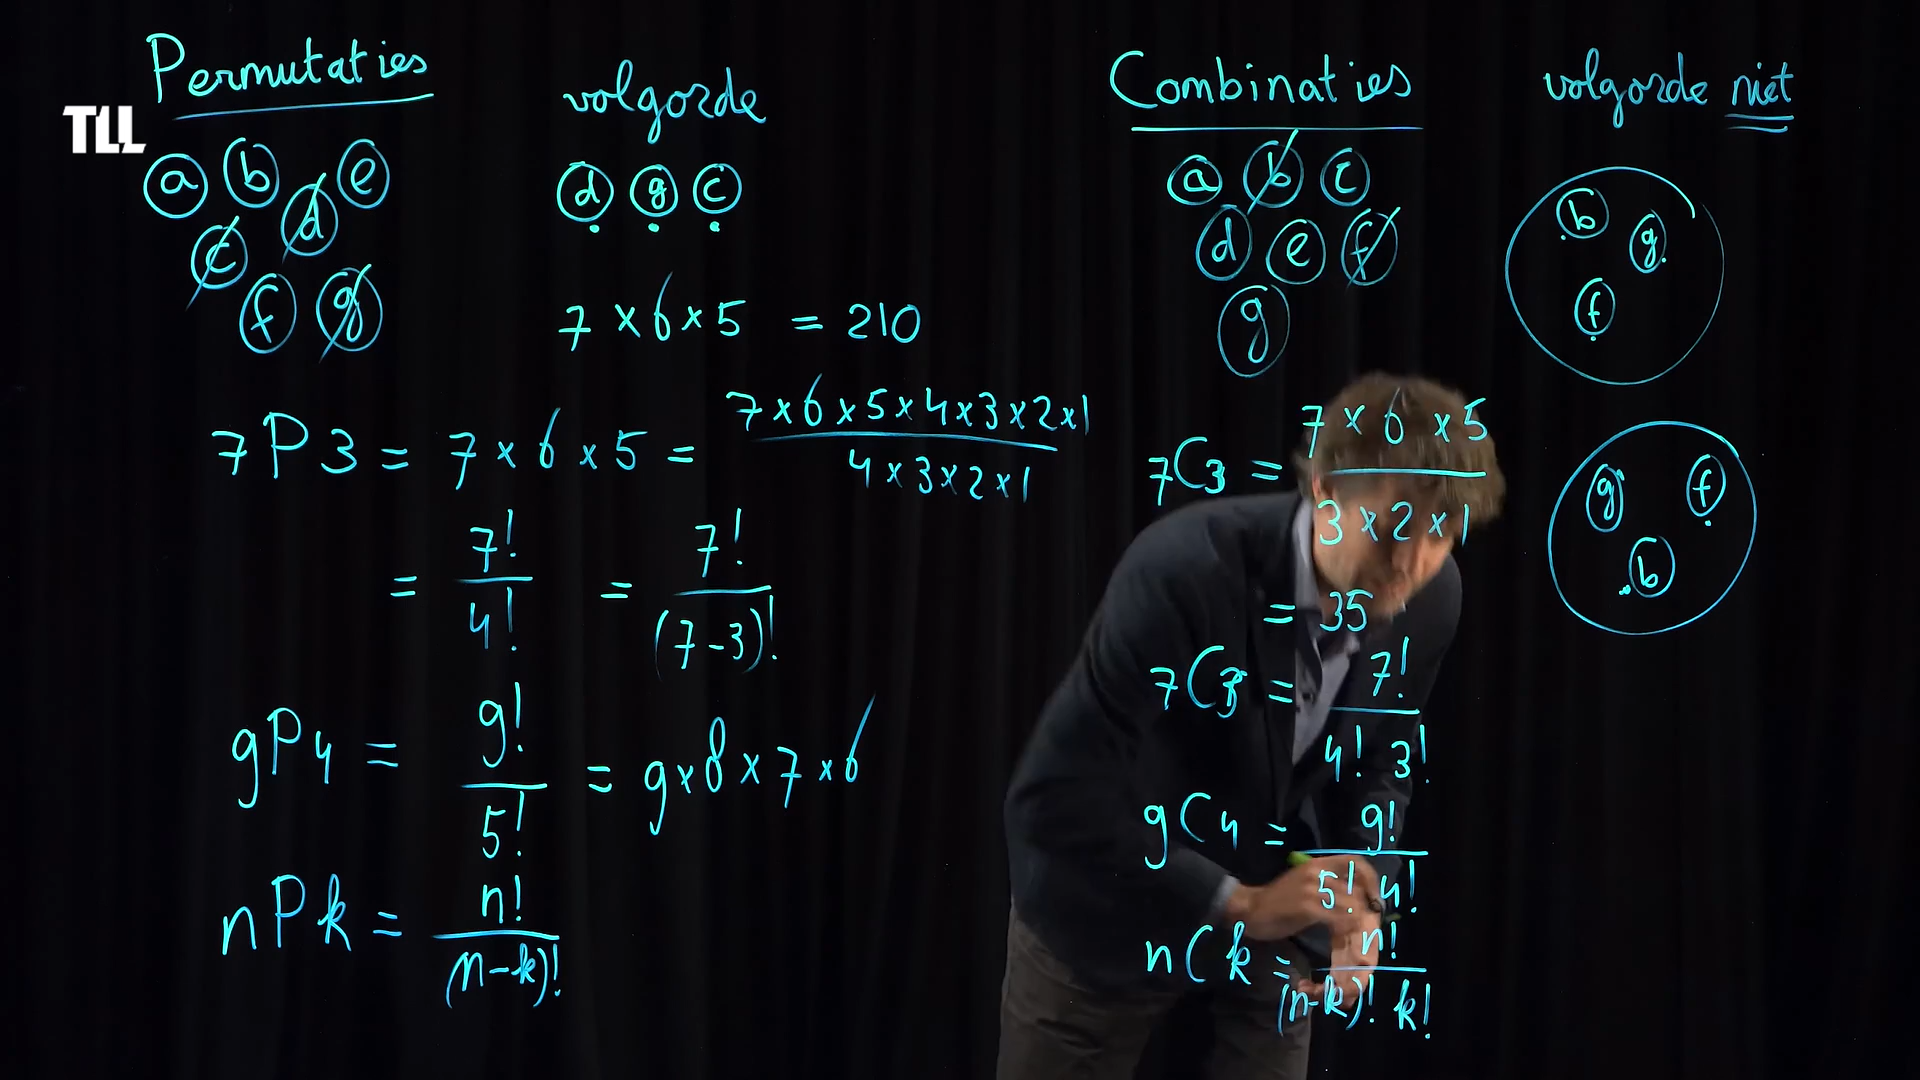 TLL
Permutaties
volgorde
a b e
c d
f g
d g c
7 × 6 × 5 = 210
7P3 = 7 × 6 × 5 = 7×6×5×4×3×2×1 / 4×3×2×1
= 7! / 4! = 7! / (7-3)!
9P4 = 9! / 5! = 9×8×7×6
nPk = n! / (n-k)!
Combinaties
volgorde niet
a b c
d e f
g
b g
f
7C3 = 7 × 6 × 5 / 3 × 2 × 1
= 35
g f
b
7C3 = 7! / 4! 3!
9C4 = 9! / 5! 4!
nCk = n! / (n-k)! k!